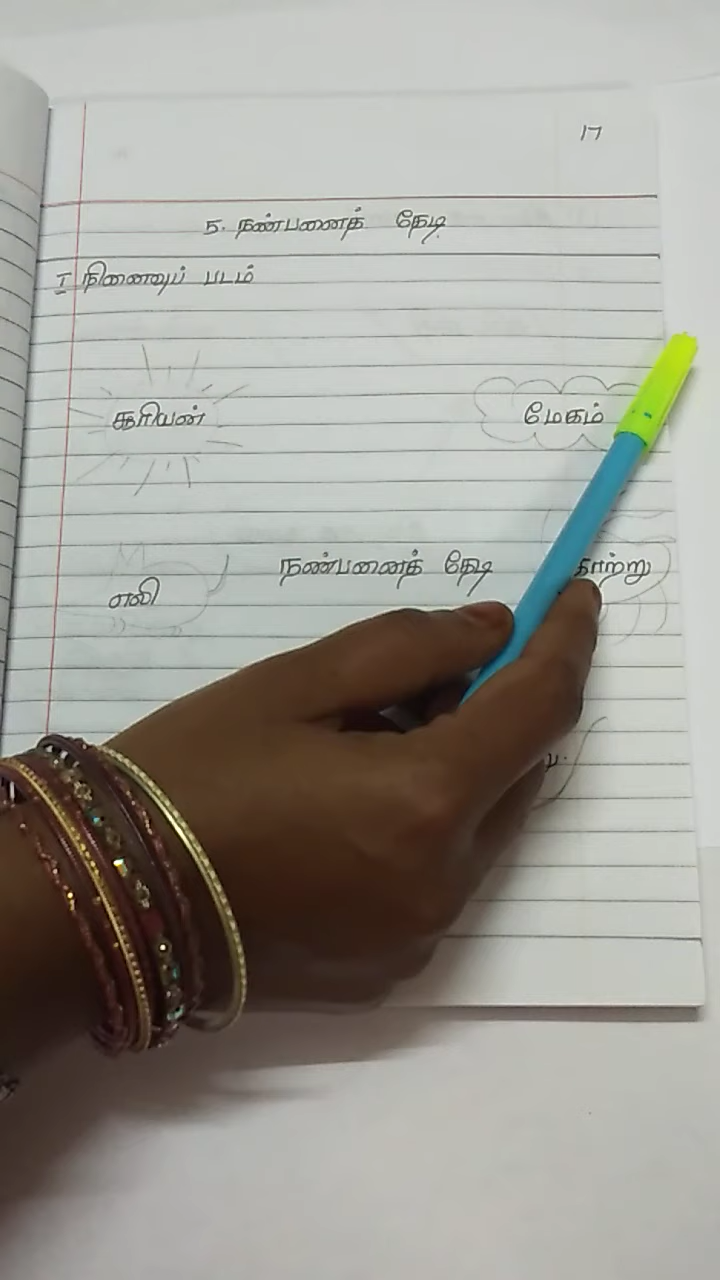 17
5. நண்பனைத் தேடி
I நினைவுப் படம்
சூரியன்
மேகம்
நண்பனைத் தேடி
காற்று
எலி